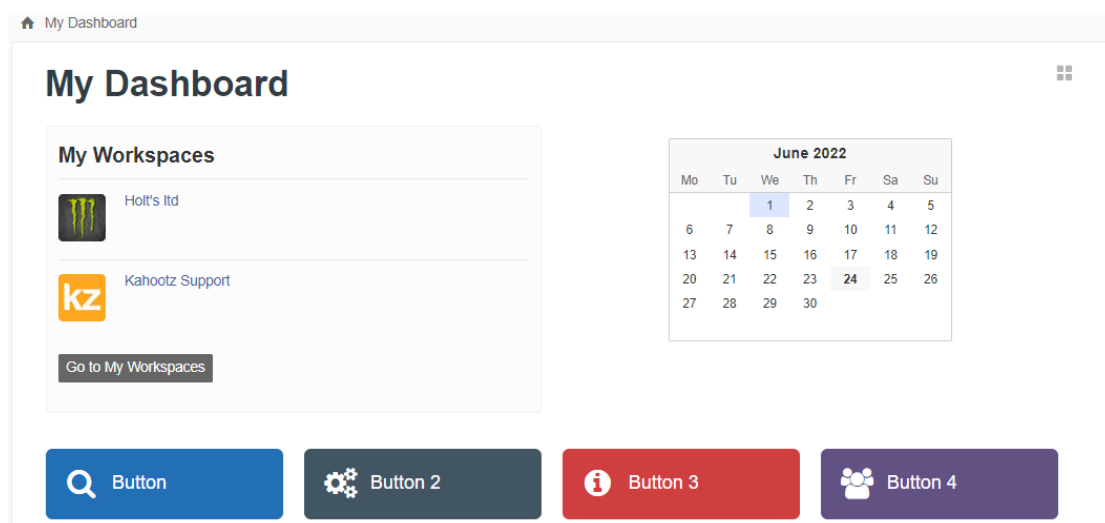 My Dashboard
My Dashboard
My Workspaces
Holt's ltd
kz
Kahootz Support
Go to My Workspaces
June 2022
Mo Tu We Th Fr Sa Su
1 2 3 4 5
6 7 8 9 10 11 12
13 14 15 16 17 18 19
20 21 22 23 24 25 26
27 28 29 30
Button
Button 2
Button 3
Button 4